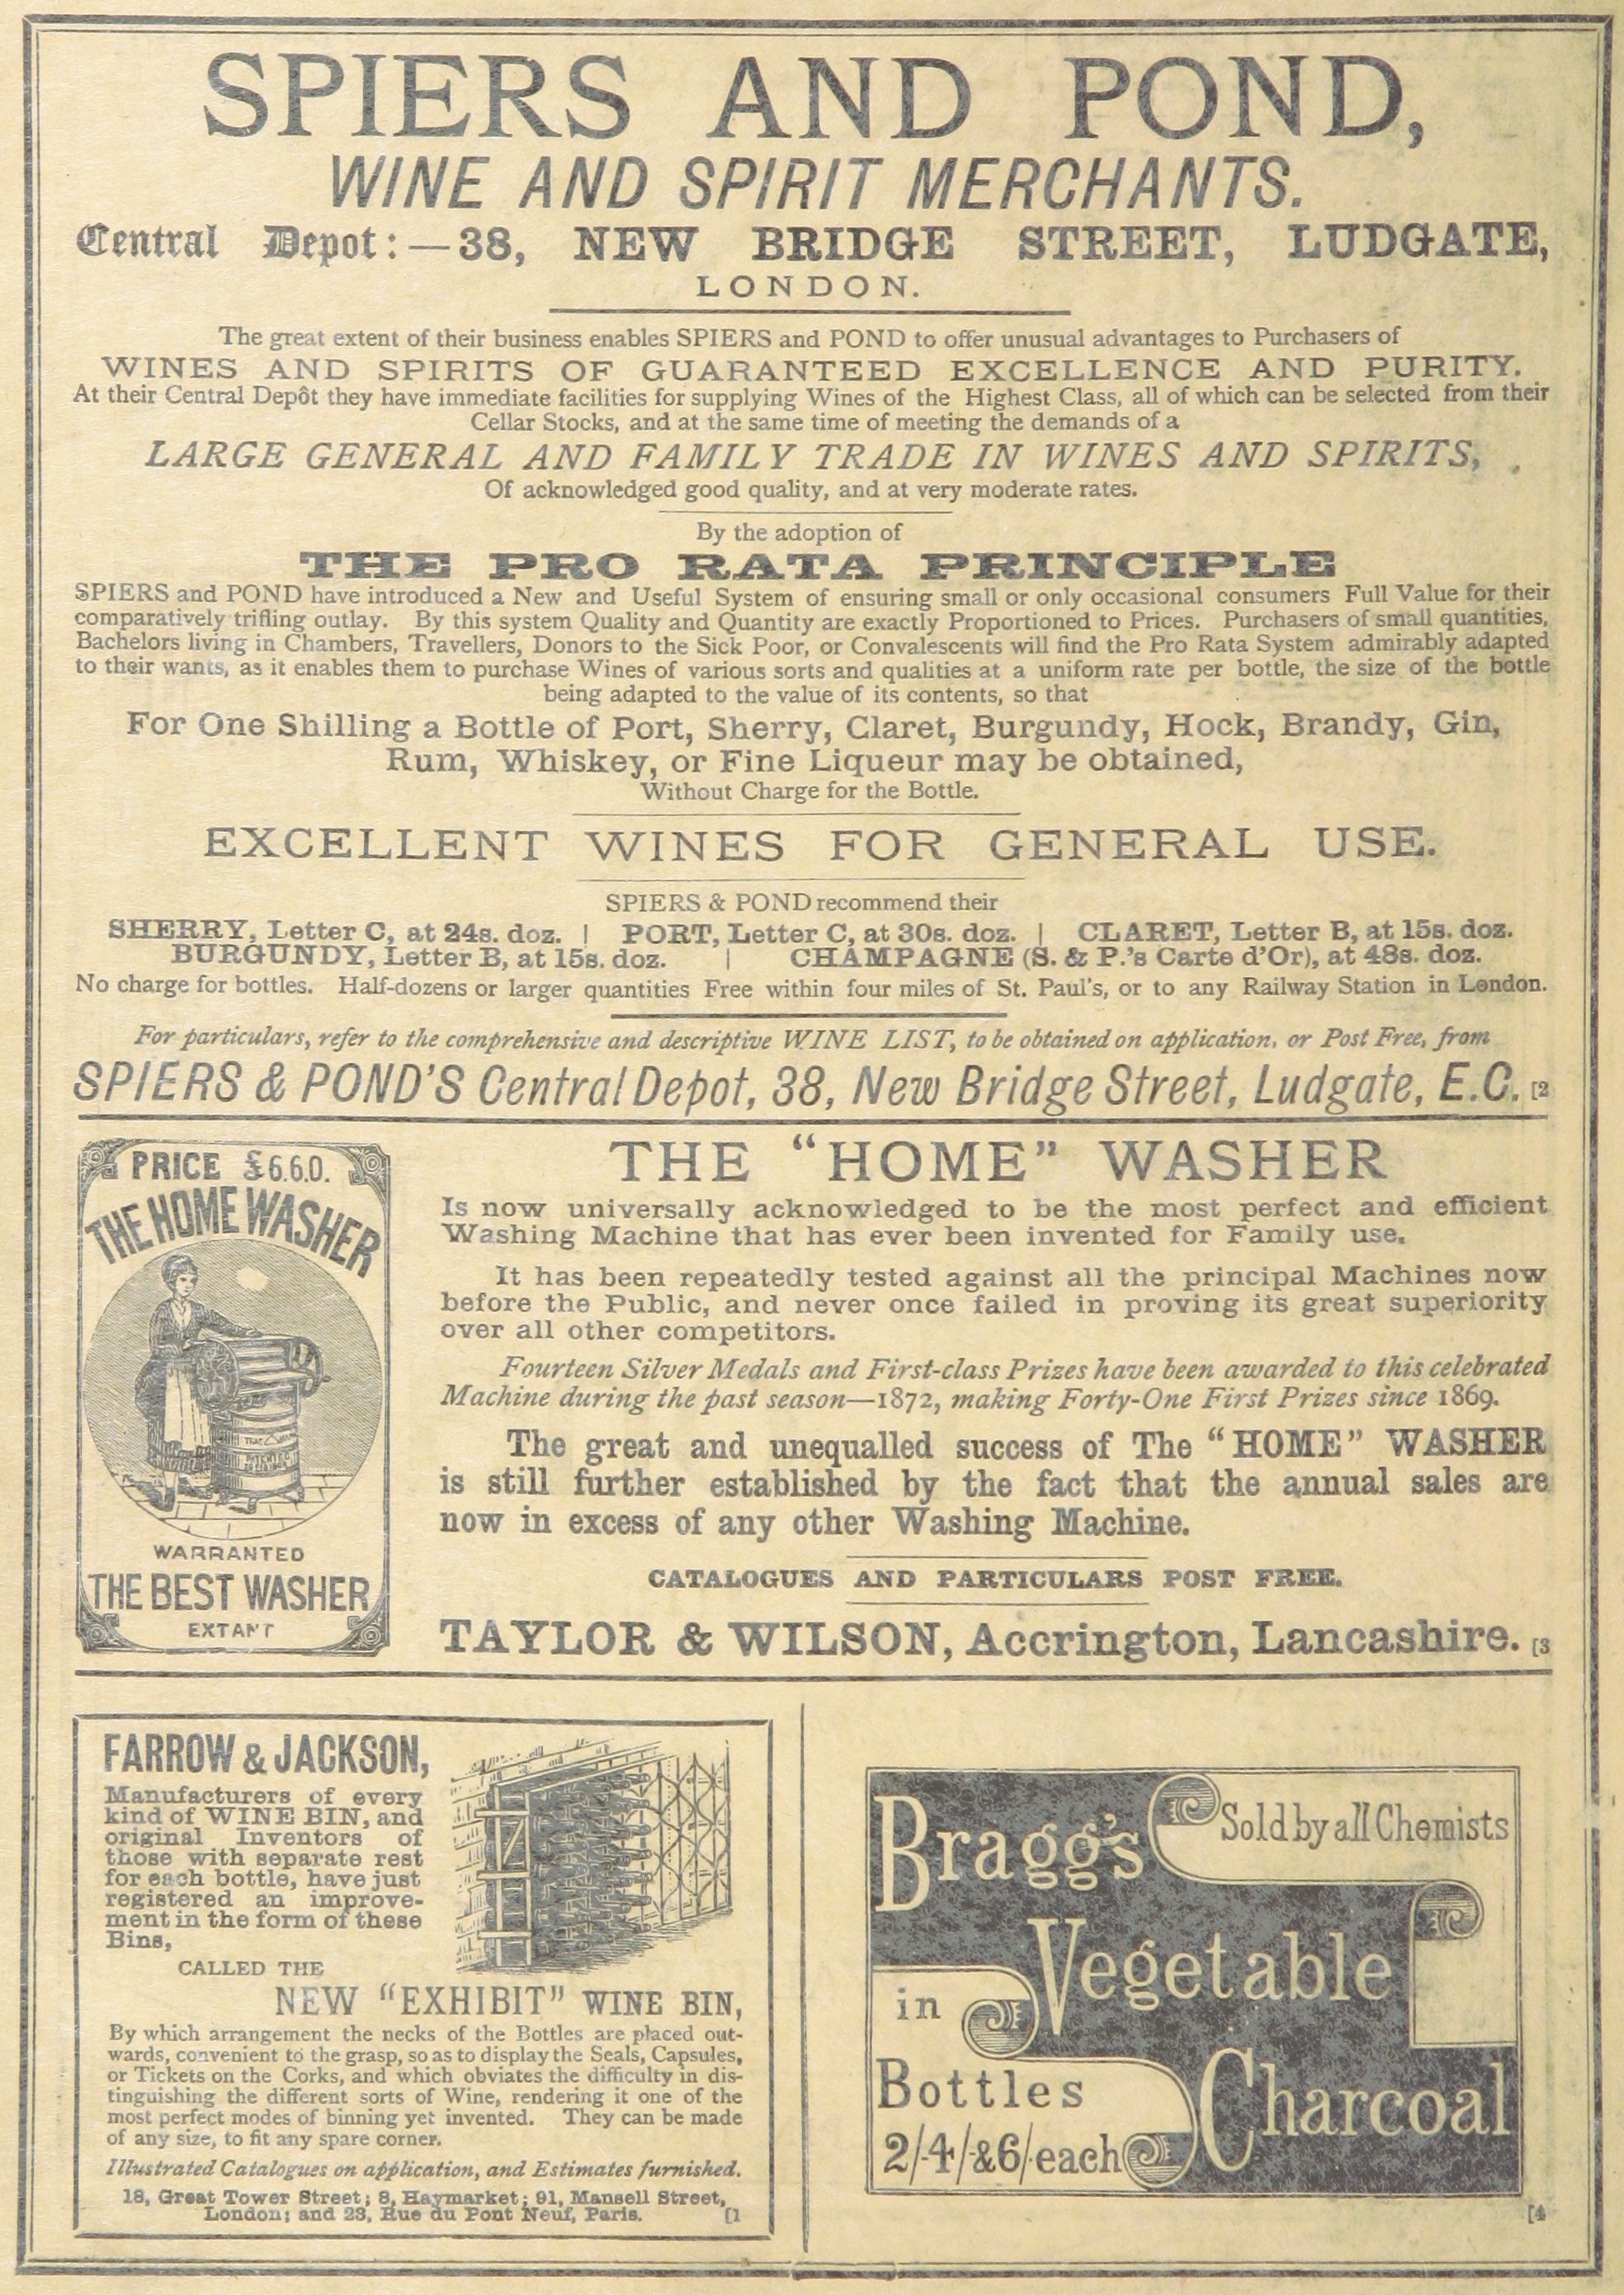 SPIERS AND POND,
WINE AND SPIRIT MERCHANTS.
Central Depot:—38, NEW BRIDGE STREET, LUDGATE,
LONDON.
The great extent of their business enables SPIERS and POND to offer unusual advantages to Purchasers of
WINES AND SPIRITS OF GUARANTEED EXCELLENCE AND PURITY.
At their Central Depôt they have immediate facilities for supplying Wines of the Highest Class, all of which can be selected from their
Cellar Stocks, and at the same time of meeting the demands of a
LARGE GENERAL AND FAMILY TRADE IN WINES AND SPIRITS,
Of acknowledged good quality, and at very moderate rates.
By the adoption of
THE PRO RATA PRINCIPLE
SPIERS and POND have introduced a New and Useful System of ensuring small or only occasional consumers Full Value for their
comparatively trifling outlay. By this system Quality and Quantity are exactly Proportioned to Prices. Purchasers of small quantities,
Bachelors living in Chambers, Travellers, Donors to the Sick Poor, or Convalescents will find the Pro Rata System admirably adapted
to their wants, as it enables them to purchase Wines of various sorts and qualities at a uniform rate per bottle, the size of the bottle
being adapted to the value of its contents, so that
For One Shilling a Bottle of Port, Sherry, Claret, Burgundy, Hock, Brandy, Gin,
Rum, Whiskey, or Fine Liqueur may be obtained,
Without Charge for the Bottle.
EXCELLENT WINES FOR GENERAL USE.
SPIERS & POND recommend their
SHERRY, Letter C, at 24s. doz. | PORT, Letter C, at 30s. doz. | CLARET, Letter B, at 15s. doz.
BURGUNDY, Letter B, at 15s. doz. | CHAMPAGNE (S. & P.'s Carte d'Or), at 48s. doz.
No charge for bottles. Half-dozens or larger quantities Free within four miles of St. Paul's, or to any Railway Station in London.
For particulars, refer to the comprehensive and descriptive WINE LIST, to be obtained on application, or Post Free, from
SPIERS & POND'S Central Depot, 38, New Bridge Street, Ludgate, E.C. [2
PRICE £6.6.0.
THE HOME WASHER
WARRANTED
THE BEST WASHER
EXTANT
THE "HOME" WASHER
Is now universally acknowledged to be the most perfect and efficient
Washing Machine that has ever been invented for Family use.
It has been repeatedly tested against all the principal Machines now
before the Public, and never once failed in proving its great superiority
over all other competitors.
Fourteen Silver Medals and First-class Prizes have been awarded to this celebrated
Machine during the past season—1872, making Forty-One First Prizes since 1869.
The great and unequalled success of The "HOME" WASHER
is still further established by the fact that the annual sales are
now in excess of any other Washing Machine.
CATALOGUES AND PARTICULARS POST FREE.
TAYLOR & WILSON, Accrington, Lancashire. [3
FARROW & JACKSON,
Manufacturers of every
kind of WINE BIN, and
original Inventors of
those with separate rest
for each bottle, have just
registered an improve-
ment in the form of these
Bins,
CALLED THE
NEW "EXHIBIT" WINE BIN,
By which arrangement the necks of the Bottles are placed out-
wards, convenient to the grasp, so as to display the Seals, Capsules,
or Tickets on the Corks, and which obviates the difficulty in dis-
tinguishing the different sorts of Wine, rendering it one of the
most perfect modes of binning yet invented. They can be made
of any size, to fit any spare corner.
Illustrated Catalogues on application, and Estimates furnished.
18, Great Tower Street; 8, Haymarket; 91, Mansell Street,
London; and 23, Rue du Pont Neuf, Paris. [1
Bragg's
Sold by all Chemists
Vegetable
in
Charcoal
Bottles
2/-4/-&6/-each
[4